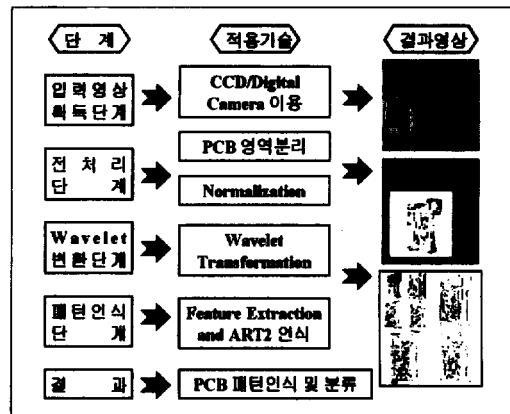 단 계
적용기술
결과영상
입력영상
획득단계
CCD/Digital
Camera 이용
전 처 리
단 계
PCB 영역분리
Normalization
Wavelet
변환단계
Wavelet
Transformation
패턴인식
단 계
Feature Extraction
and ART2 인식
결 과
PCB 패턴인식 및 분류